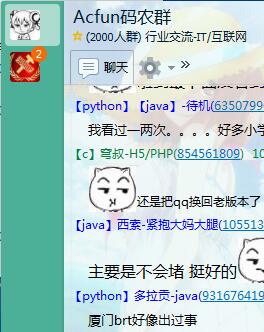 Acfun码农群
(2000人群) 行业交流-IT/互联网
2
聊天
【python】【java】-待机(6350799
我看过一两次。。。。好多小学
【c】穹叔-H5/PHP(854561809) 10
还是把qq换回老版本了
【java】西索-紧抱大妈大腿(105513
主要是不会堵 挺好的
【python】多拉贡-java(931676419
厦门brt好像出过事